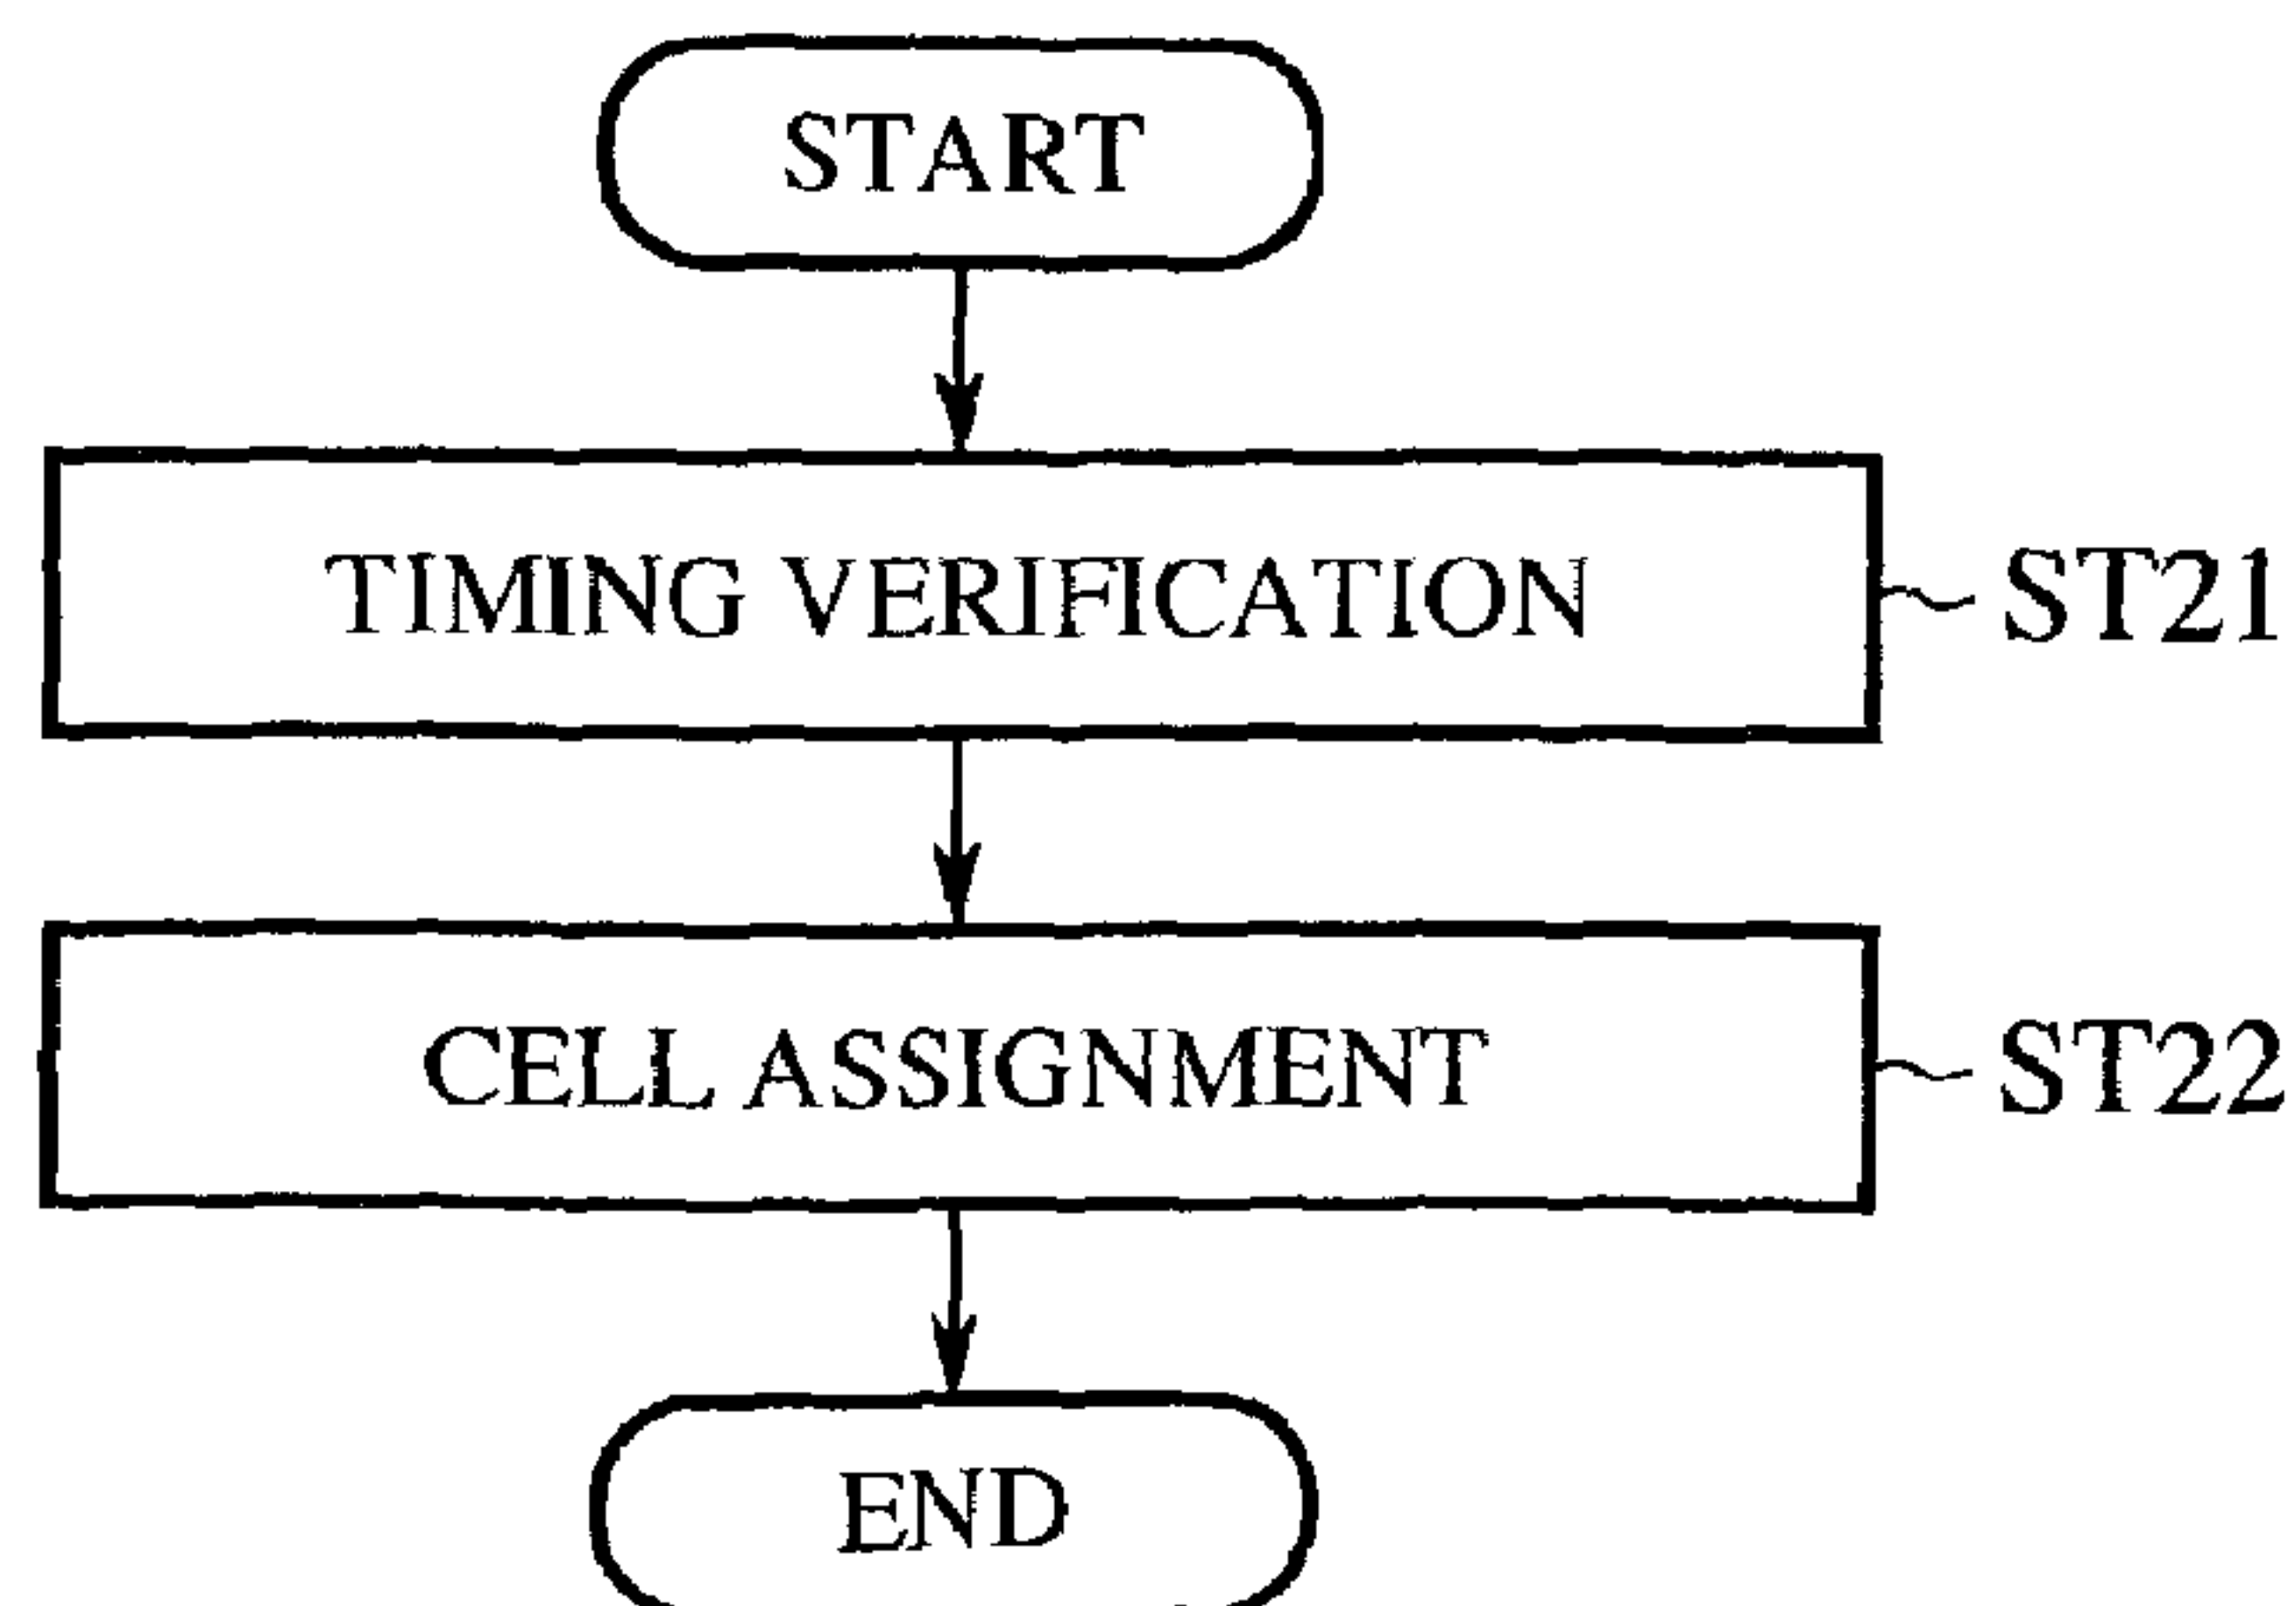 START
TIMING VERIFICATION
ST21
CELL ASSIGNMENT
ST22
END